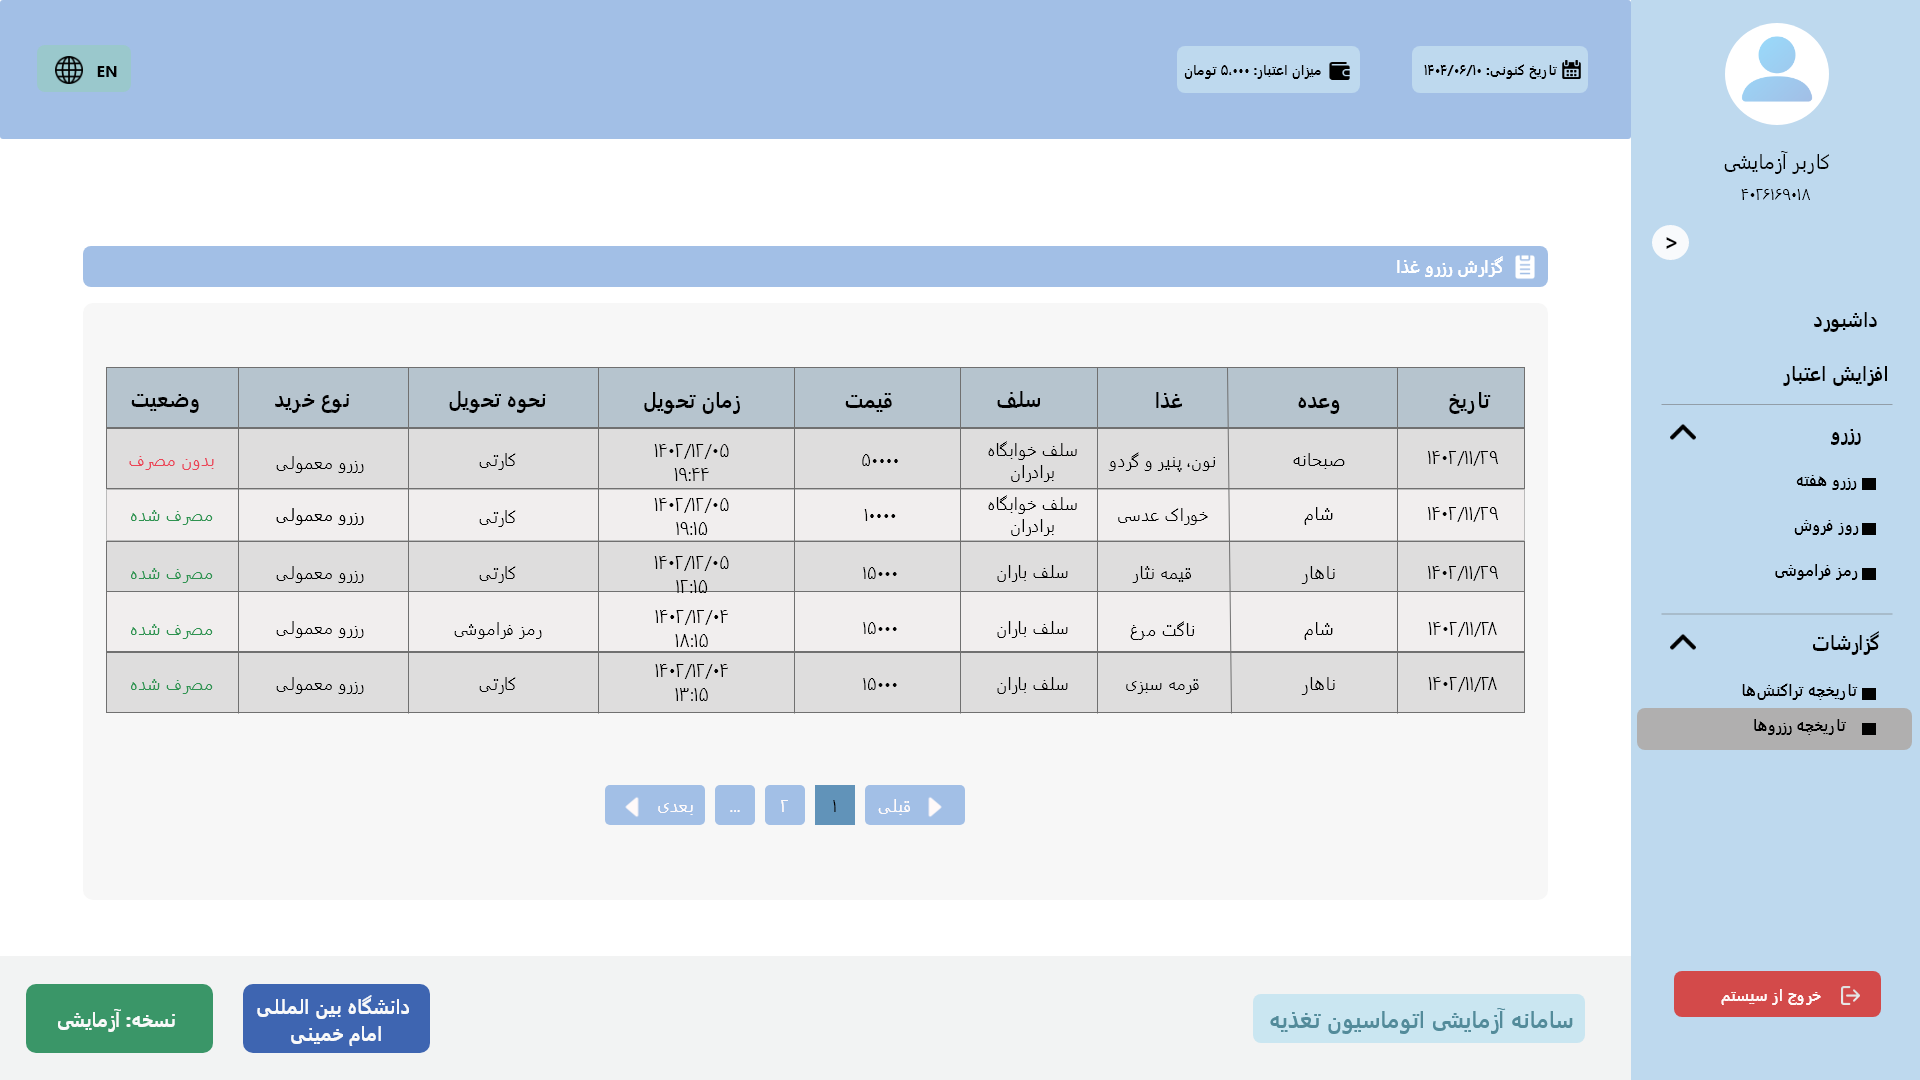 کاربر آزمایشی
۴۰۲۶۱۶۹۰۱۸
>
داشبورد
افزایش اعتبار
رزرو
رزرو هفته
روز فروش
رمز فراموشی
گزارشات
تاریخچه تراکنش‌ها
تاریخچه رزروها
خروج از سیستم
تاریخ کنونی: ۱۴۰۴/۰۶/۱۰
میزان اعتبار: ۵،۰۰۰ تومان
EN
گزارش رزرو غذا
تاریخ وعده غذا سلف قیمت زمان تحویل نحوه تحویل نوع خرید وضعیت
۱۴۰۲/۱۱/۲۹ صبحانه نون، پنیر و گردو سلف خوابگاه برادران ۵۰۰۰۰ ۱۴۰۲/۱۲/۰۵ ۱۹:۴۴ کارتی رزرو معمولی بدون مصرف
۱۴۰۲/۱۱/۲۹ شام خوراک عدسی سلف خوابگاه برادران ۱۰۰۰۰ ۱۴۰۲/۱۲/۰۵ ۱۹:۱۵ کارتی رزرو معمولی مصرف شده
۱۴۰۲/۱۱/۲۹ ناهار قیمه نثار سلف باران ۱۵۰۰۰ ۱۴۰۲/۱۲/۰۵ ۱۲:۱۵ کارتی رزرو معمولی مصرف شده
۱۴۰۲/۱۱/۲۸ شام ناگت مرغ سلف باران ۱۵۰۰۰ ۱۴۰۲/۱۲/۰۴ ۱۸:۱۵ رمز فراموشی رزرو معمولی مصرف شده
۱۴۰۲/۱۱/۲۸ ناهار قرمه سبزی سلف باران ۱۵۰۰۰ ۱۴۰۲/۱۲/۰۴ ۱۳:۱۵ کارتی رزرو معمولی مصرف شده
قبلی ۱ ۲ ... بعدی
سامانه آزمایشی اتوماسیون تغذیه
دانشگاه بین المللی
امام خمینی
نسخه: آزمایشی